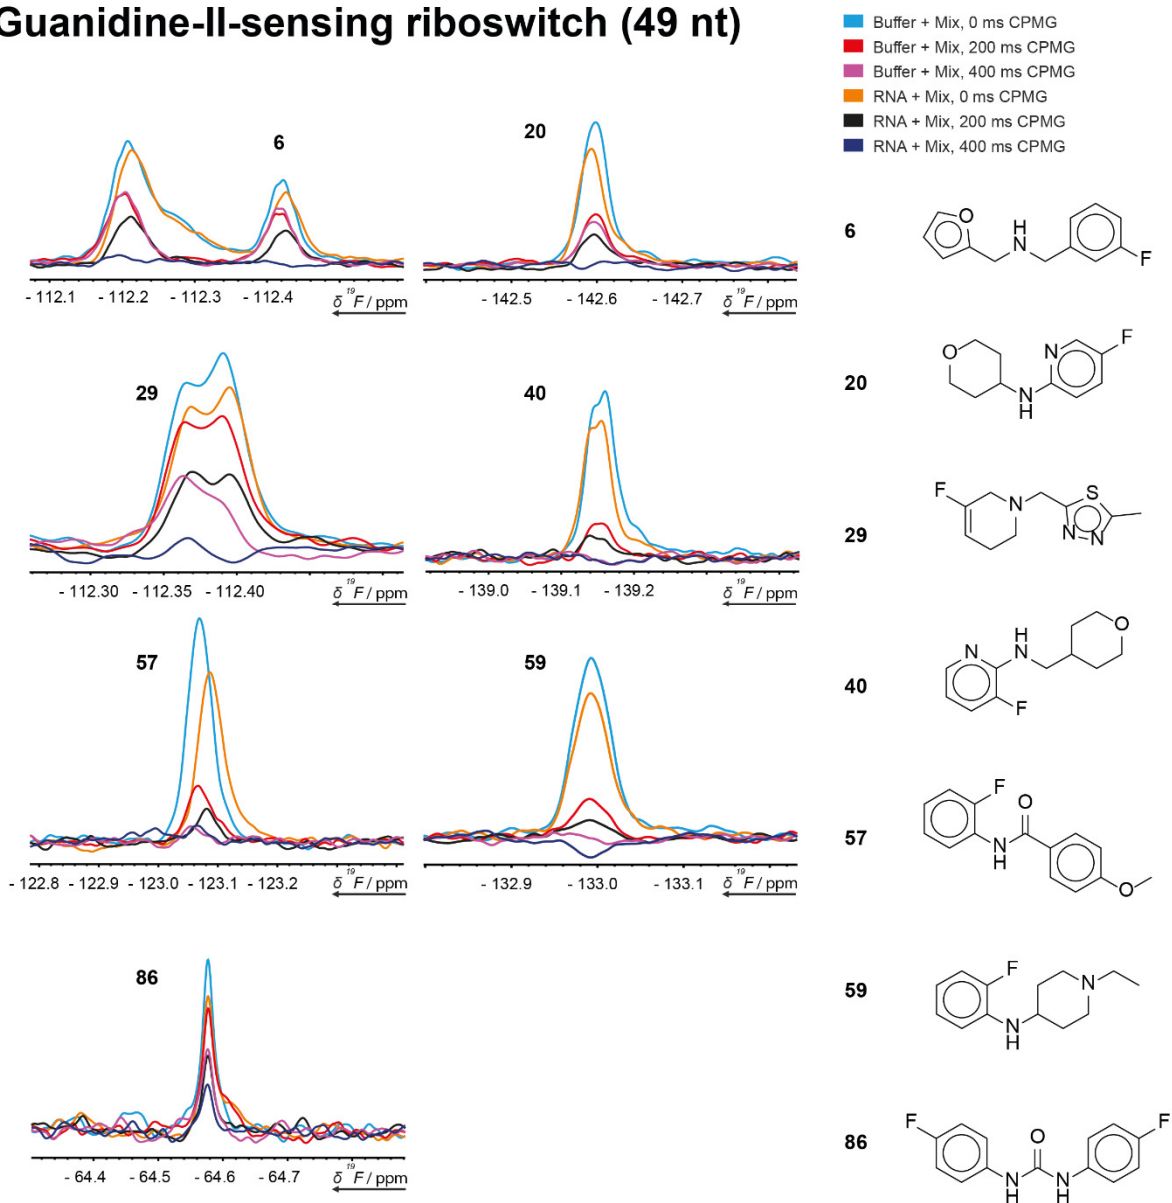 Guanidine-II-sensing riboswitch (49 nt)
Buffer + Mix, 0 ms CPMG
Buffer + Mix, 200 ms CPMG
Buffer + Mix, 400 ms CPMG
RNA + Mix, 0 ms CPMG
RNA + Mix, 200 ms CPMG
RNA + Mix, 400 ms CPMG
6
- 112.1 - 112.2 - 112.3 - 112.4 δ 19F / ppm
20
- 142.5 - 142.6 - 142.7 δ 19F / ppm
6
O
H
N
F
29
- 112.30 - 112.35 - 112.40 δ 19F / ppm
40
- 139.0 - 139.1 - 139.2 δ 19F / ppm
20
O
N
F
N
H
29
F
N
S
N N
57
- 122.8 - 122.9 - 123.0 - 123.1 - 123.2 δ 19F / ppm
59
- 132.9 - 133.0 - 133.1 δ 19F / ppm
40
N
H
N
O
F
57
F
O
N
H
O
86
- 64.4 - 64.5 - 64.6 - 64.7 δ 19F / ppm
59
F
N
N
H
86
F
O
F
N N
H H